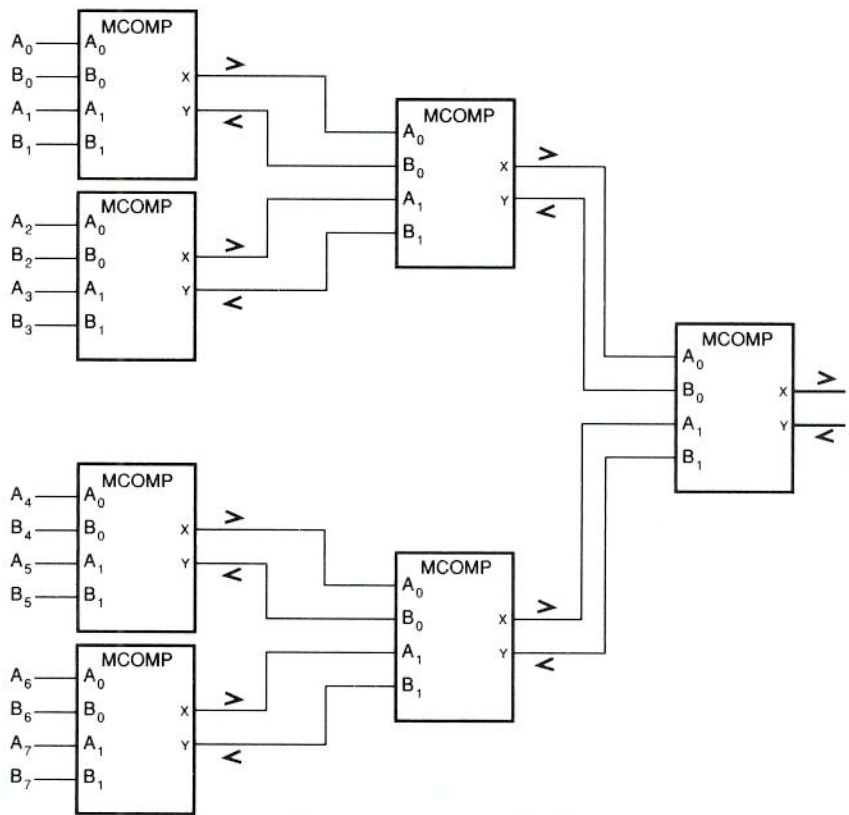 MCOMP
A₀ A₀
B₀ B₀ X >
A₁ A₁ Y <
B₁ B₁
MCOMP
A₂ A₀
B₂ B₀ X >
A₃ A₁ Y <
B₃ B₁
MCOMP
A₀
B₀ X >
A₁ Y <
B₁
MCOMP
A₀
B₀ X >
A₁ Y <
B₁
MCOMP
A₄ A₀
B₄ B₀ X >
A₅ A₁ Y <
B₅ B₁
MCOMP
A₆ A₀
B₆ B₀ X >
A₇ A₁ Y <
B₇ B₁
MCOMP
A₀
B₀ X >
A₁ Y <
B₁